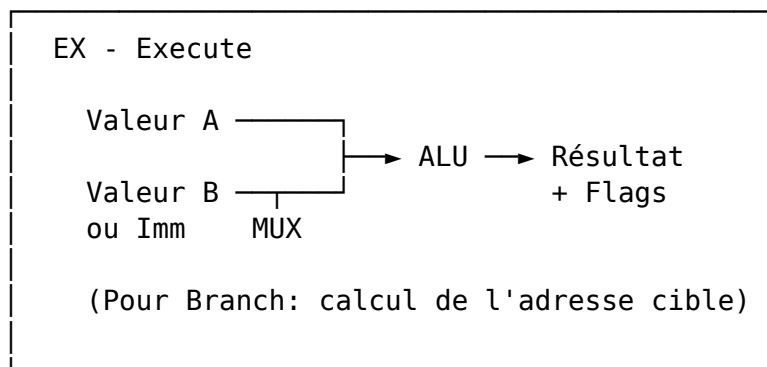 EX - Execute
Valeur A
ALU
Résultat
Valeur B
+ Flags
ou Imm
MUX
(Pour Branch: calcul de l'adresse cible)